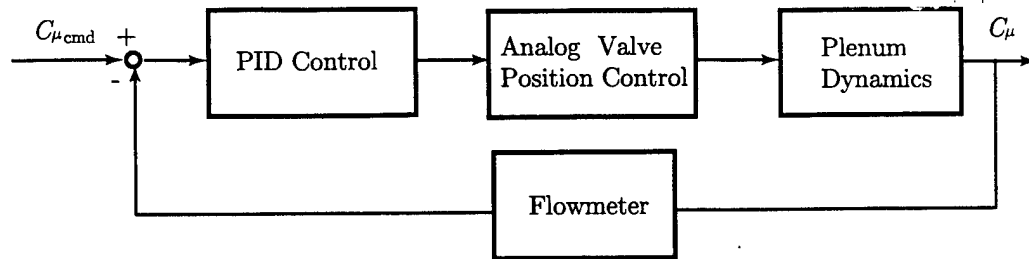 C_μcmd
+
-
PID Control
Analog Valve
Position Control
Plenum
Dynamics
C_μ
Flowmeter